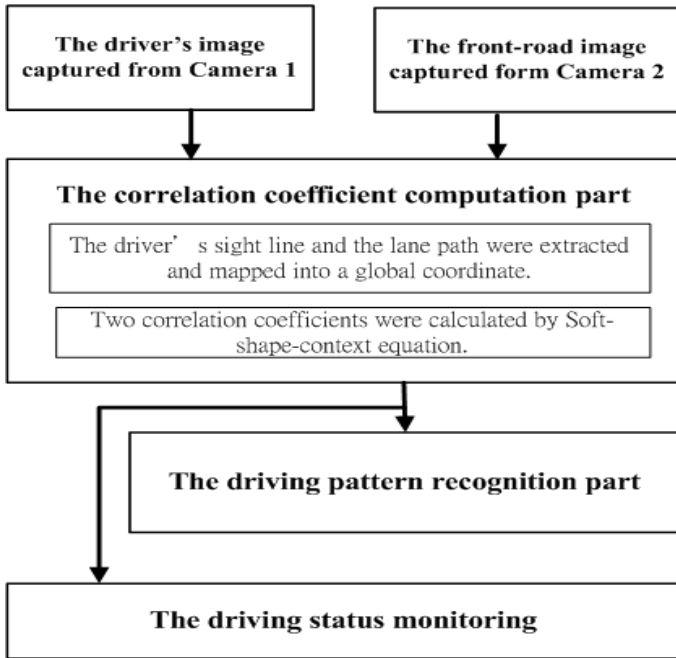 The driver's image
captured from Camera 1
The front-road image
captured form Camera 2
The correlation coefficient computation part
The driver' s sight line and the lane path were extracted
and mapped into a global coordinate.
Two correlation coefficients were calculated by Soft-
shape-context equation.
The driving pattern recognition part
The driving status monitoring